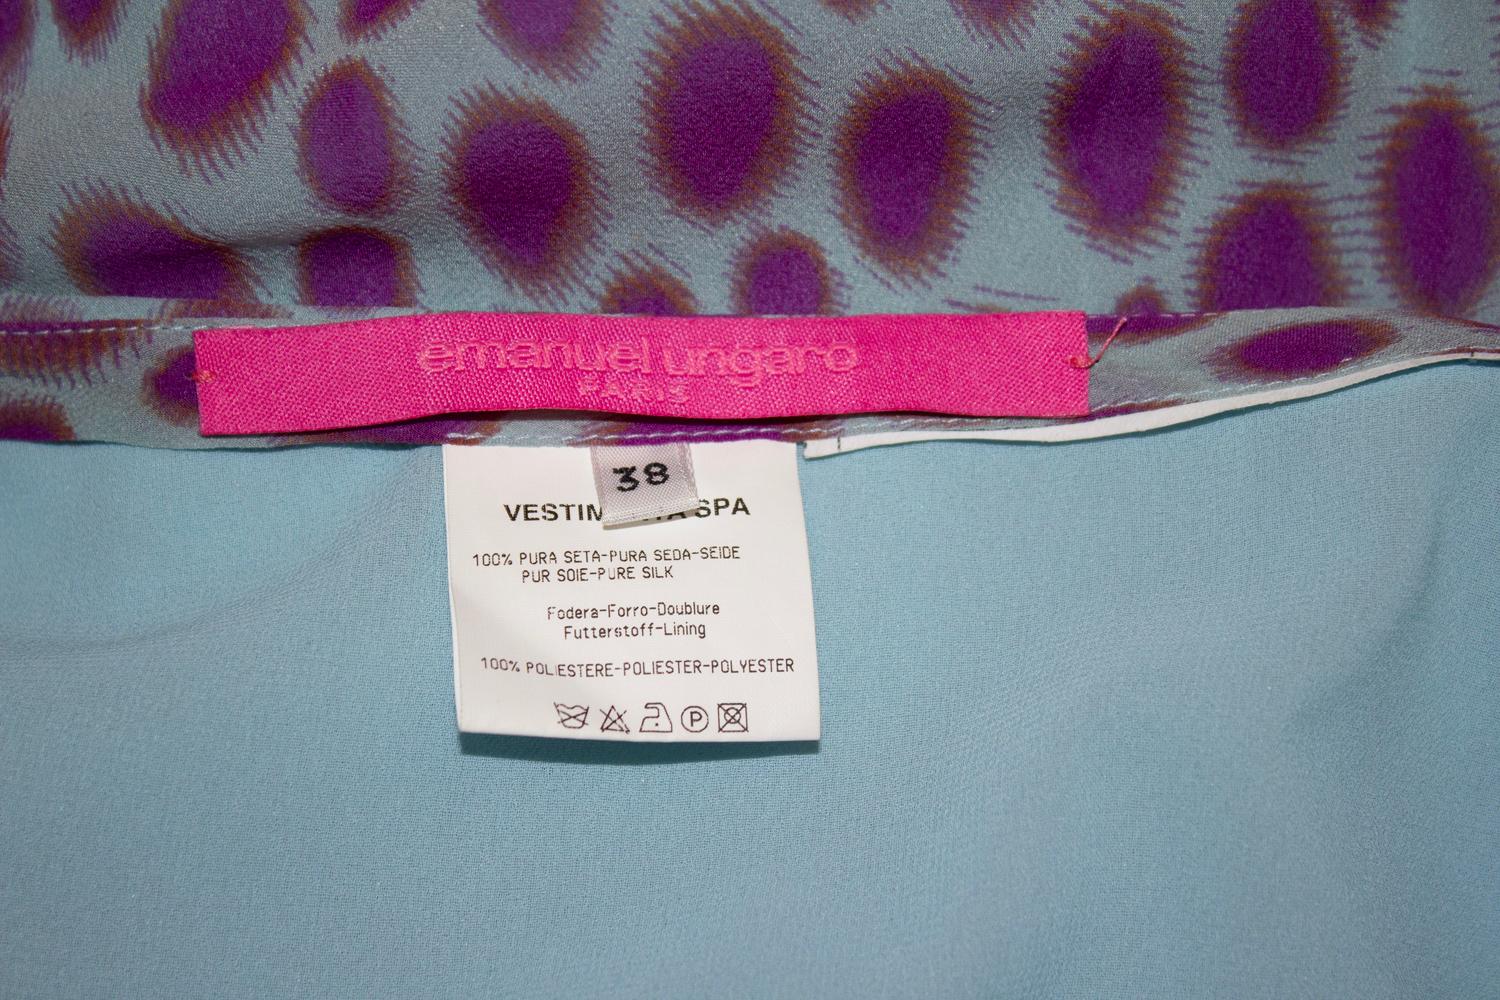 emanuel ungaro
PARIS
38
SPA
100% PURA SETA-PURA SEDA-SEIDE
PUR SOIE-PURE SILK
Fodera-Forro-Doublure
Futterstoff-Lining
100% POLIESTERE-POLIESTER-POLYESTER
P